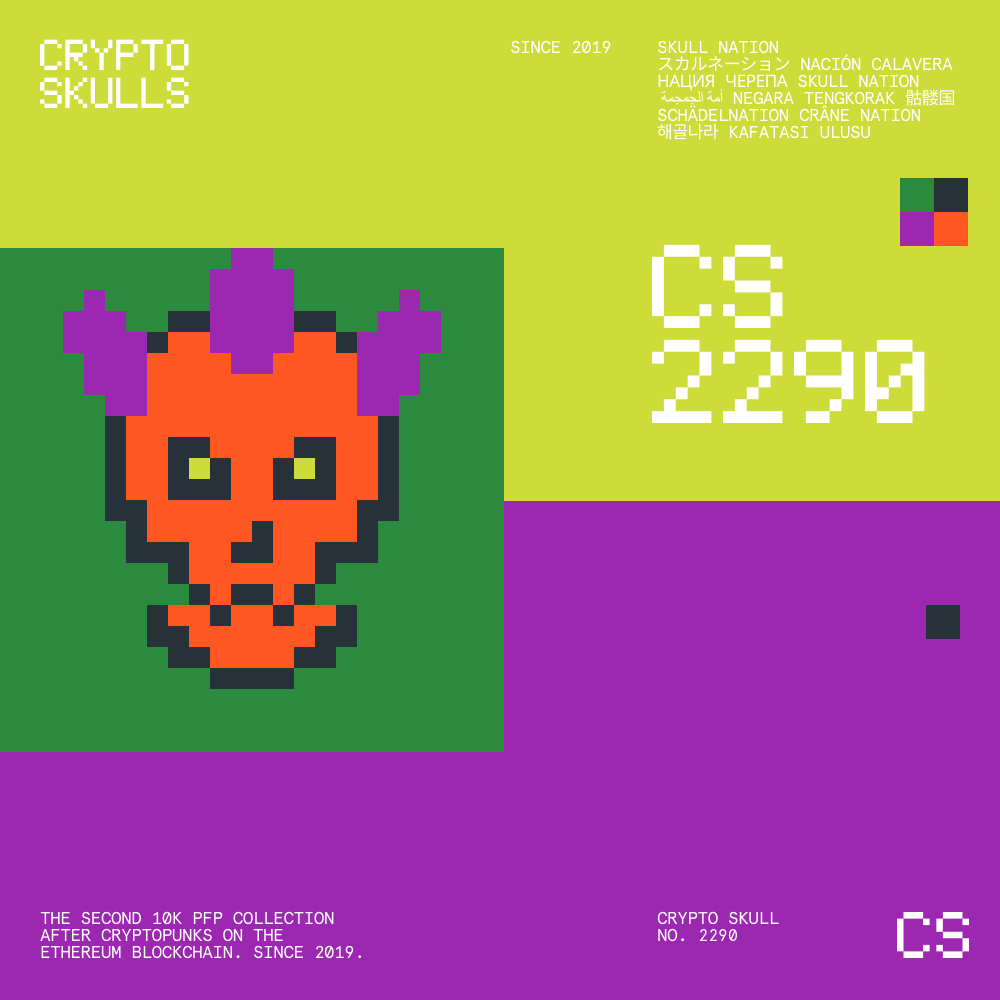 CRYPTO
SKULLS
SINCE 2019
SKULL NATION
スカルネーション NACIÓN CALAVERA
НАЦИЯ ЧЕРЕПА SKULL NATION
أمة الجمجمة NEGARA TENGKORAK 骷髅国
SCHÄDELNATION CRÂNE NATION
해골나라 KAFATASI ULUSU
CS
2290
THE SECOND 10K PFP COLLECTION
AFTER CRYPTOPUNKS ON THE
ETHEREUM BLOCKCHAIN. SINCE 2019.
CRYPTO SKULL
NO. 2290
CS